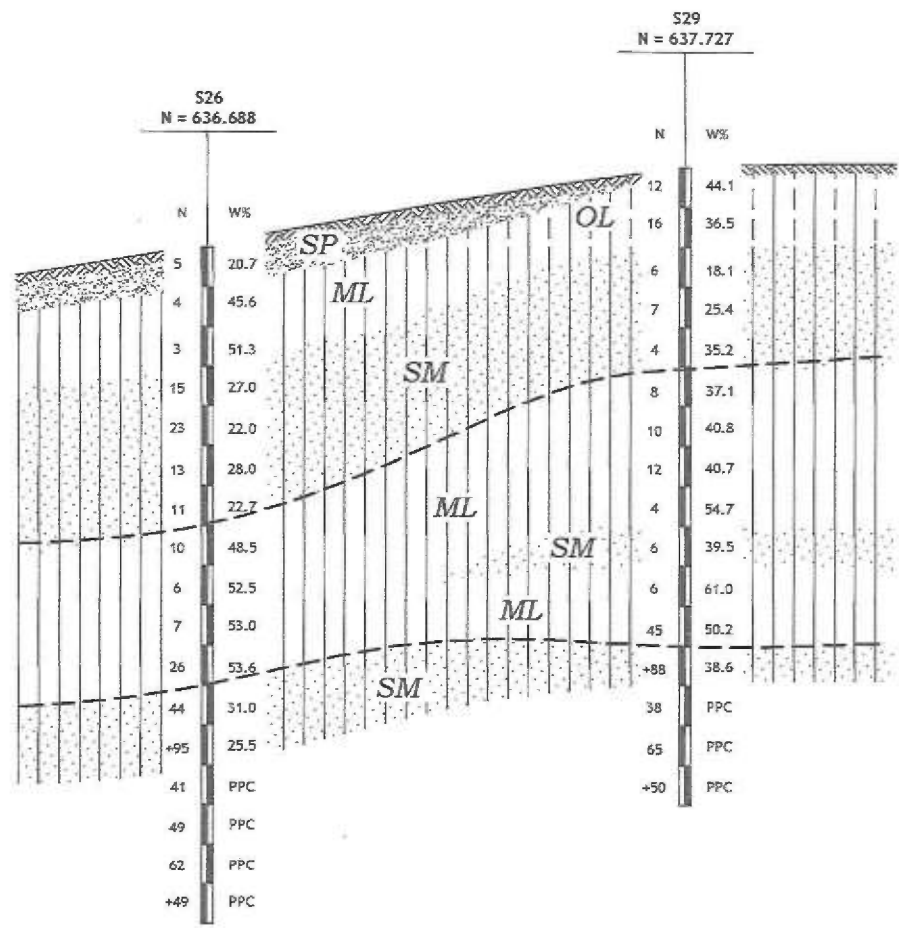 S29
N = 637.727
S26
N = 636.688
N W%
12 44.1
16 36.5
6 18.1
7 25.4
4 35.2
8 37.1
10 40.8
12 40.7
4 54.7
6 39.5
6 61.0
45 50.2
+88 38.6
38 PPC
65 PPC
+50 PPC
N W%
5 20.7
4 45.6
3 51.3
15 27.0
23 22.0
13 28.0
11 22.7
10 48.5
6 52.5
7 53.0
26 53.6
44 31.0
+95 25.5
41 PPC
49 PPC
62 PPC
+49 PPC
OL
SP
ML
SM
ML
SM
ML
SM